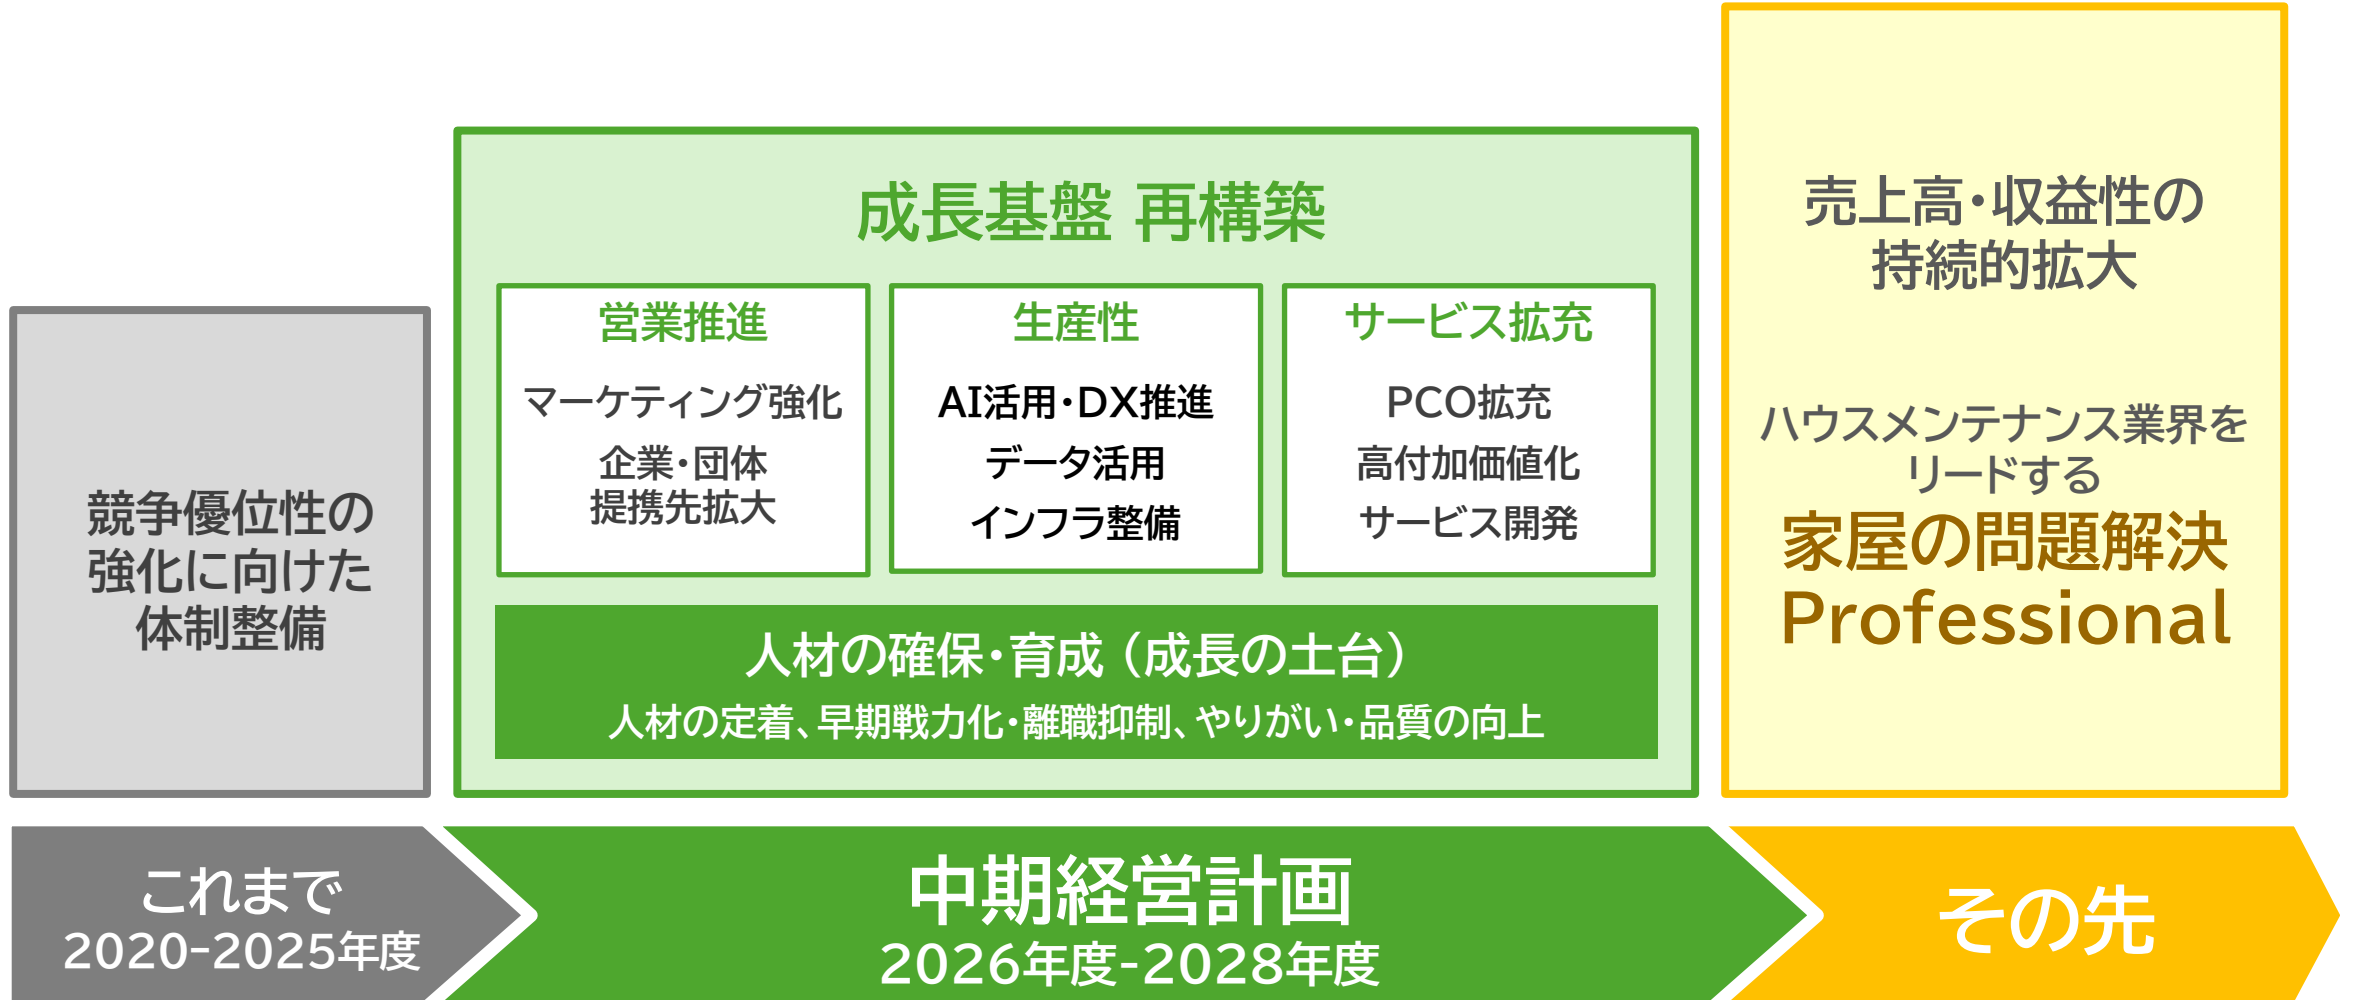 競争優位性の
強化に向けた
体制整備
成長基盤 再構築
営業推進
マーケティング強化
企業・団体
提携先拡大
生産性
AI活用・DX推進
データ活用
インフラ整備
サービス拡充
PCO拡充
高付加価値化
サービス開発
人材の確保・育成（成長の土台）
人材の定着、早期戦力化・離職抑制、やりがい・品質の向上
売上高・収益性の
持続的拡大
ハウスメンテナンス業界を
リードする
家屋の問題解決
Professional
これまで
2020-2025年度
中期経営計画
2026年度-2028年度
その先